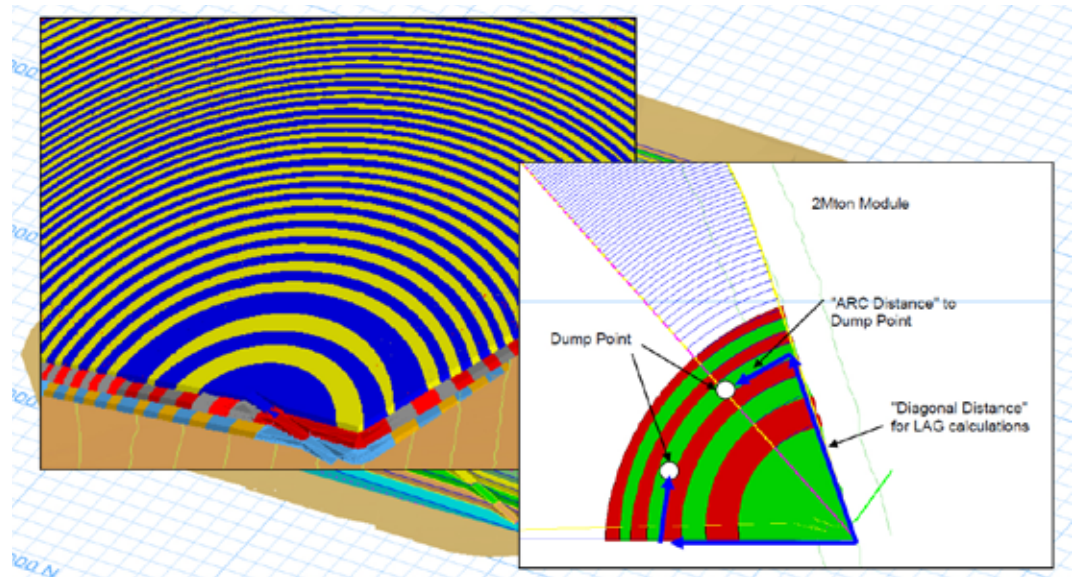 2Mton Module
"ARC Distance" to
Dump Point
Dump Point
"Diagonal Distance"
for LAG calculations